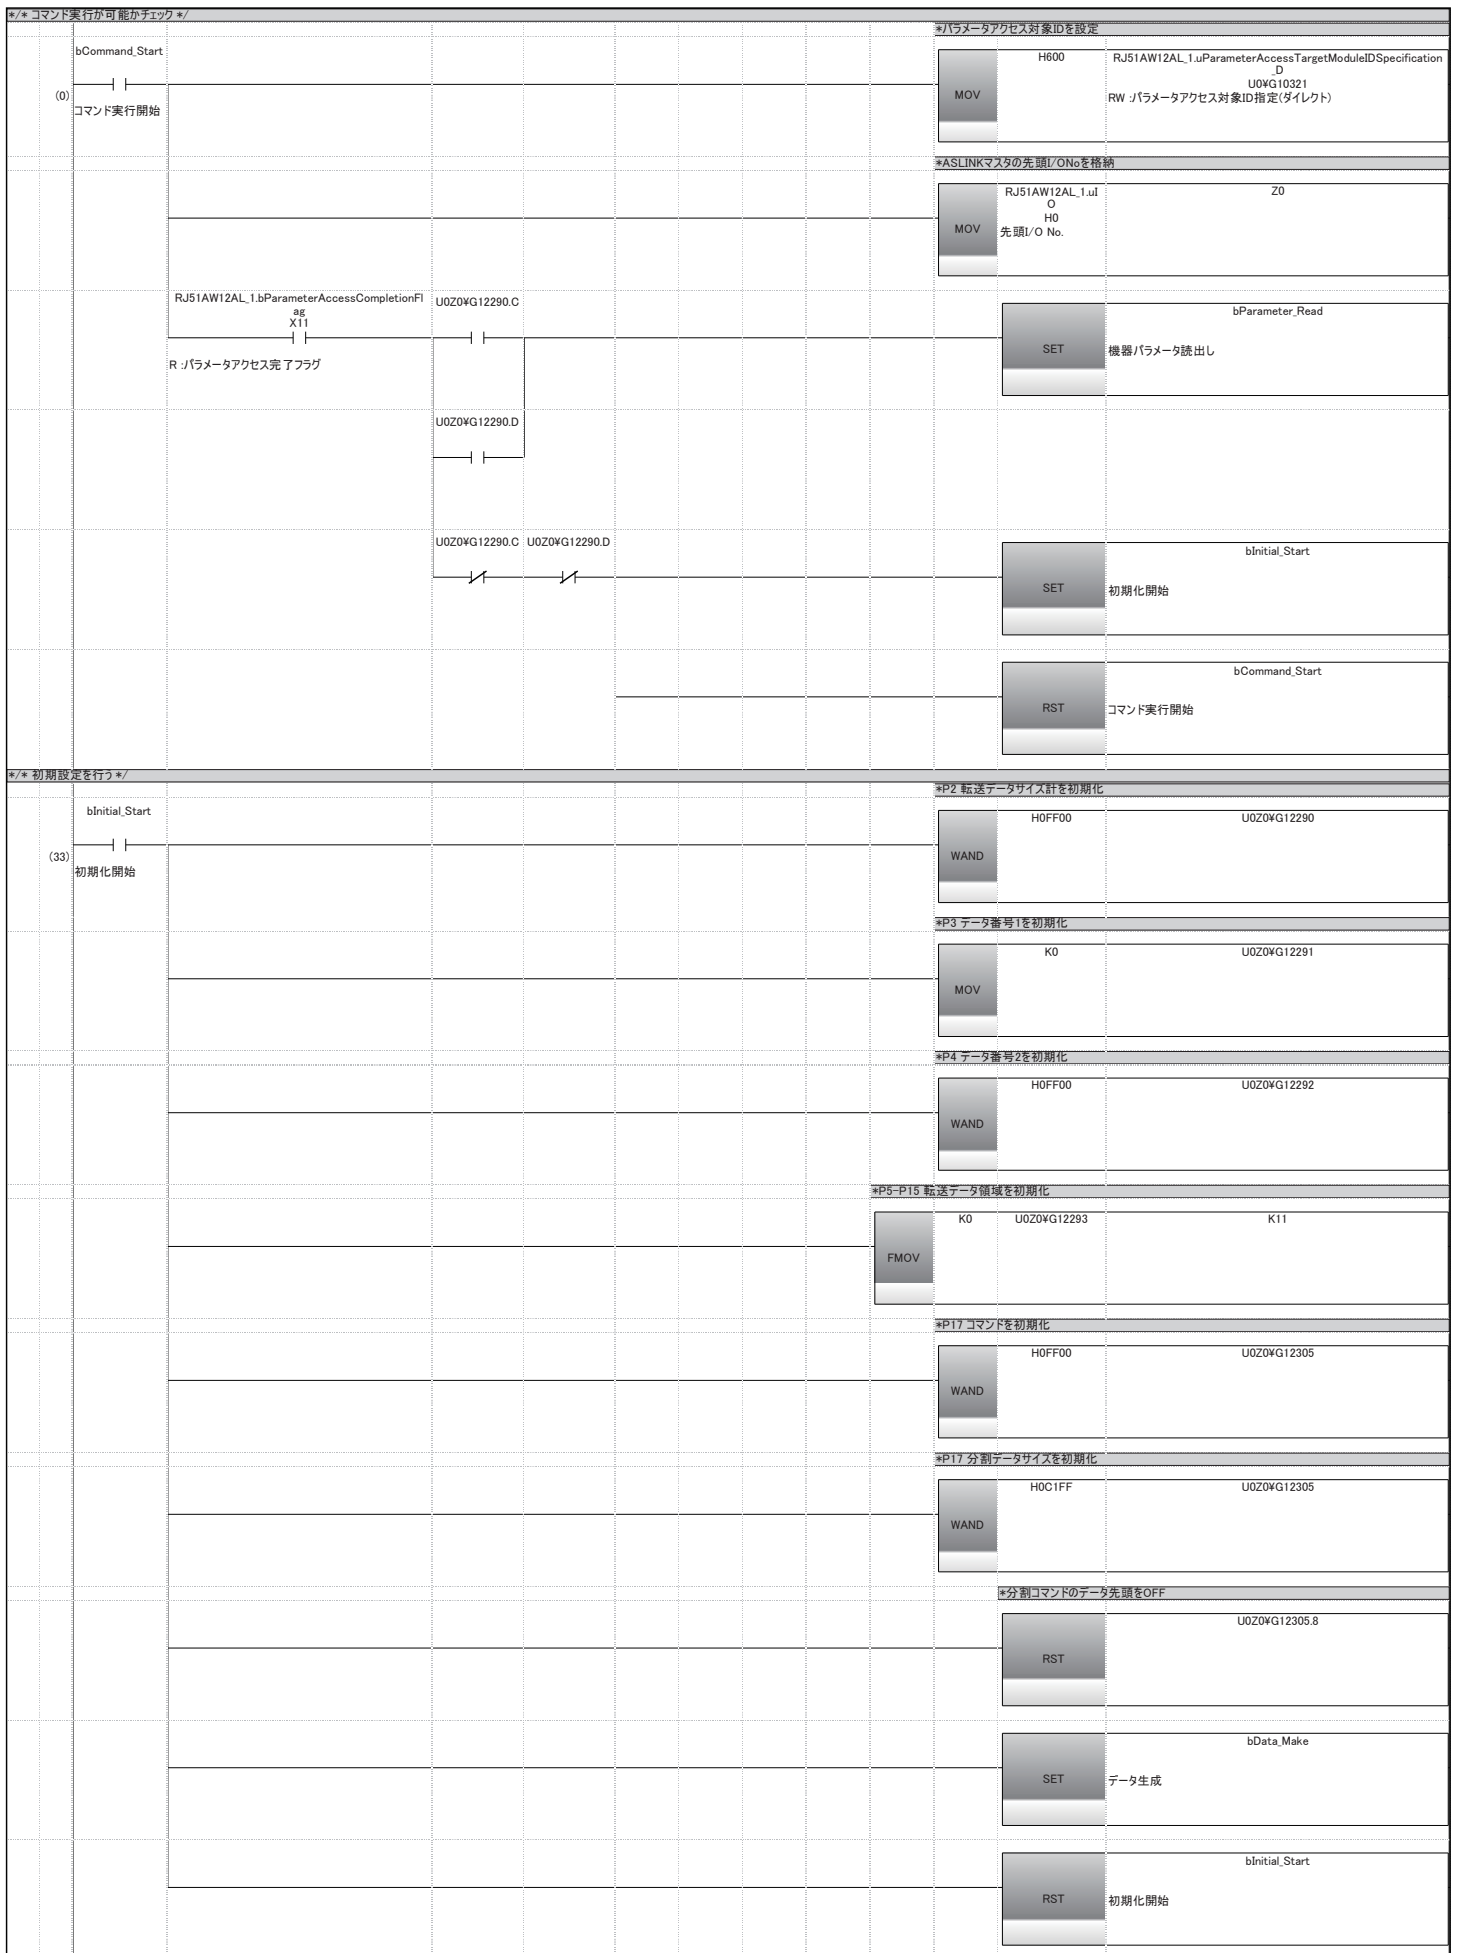 */* コマンド実行が可能かチェック */
*パラメータアクセス対象IDを設定
bCommand_Start
(0)
コマンド実行開始
MOV
H600
RJ51AW12AL_1.uParameterAccessTargetModuleIDSpecification
_D
U0¥G10321
RW :パラメータアクセス対象ID指定(ダイレクト)
*ASLINKマスタの先頭I/ONoを格納
MOV
RJ51AW12AL_1.uI
O
H0
先頭I/O No.
Z0
RJ51AW12AL_1.bParameterAccessCompletionFl
ag
X11
R :パラメータアクセス完了フラグ
U0Z0¥G12290.C
SET
bParameter_Read
機器パラメータ読出し
U0Z0¥G12290.D
U0Z0¥G12290.C U0Z0¥G12290.D
SET
bInitial_Start
初期化開始
RST
bCommand_Start
コマンド実行開始
*/* 初期設定を行う */
*P2 転送データサイズ計を初期化
bInitial_Start
(33)
初期化開始
WAND
H0FF00
U0Z0¥G12290
*P3 データ番号1を初期化
MOV
K0
U0Z0¥G12291
*P4 データ番号2を初期化
WAND
H0FF00
U0Z0¥G12292
*P5-P15 転送データ領域を初期化
FMOV
K0
U0Z0¥G12293
K11
*P17 コマンドを初期化
WAND
H0FF00
U0Z0¥G12305
*P17 分割データサイズを初期化
WAND
H0C1FF
U0Z0¥G12305
*分割コマンドのデータ先頭をOFF
RST
U0Z0¥G12305.8
SET
bData_Make
データ生成
RST
bInitial_Start
初期化開始